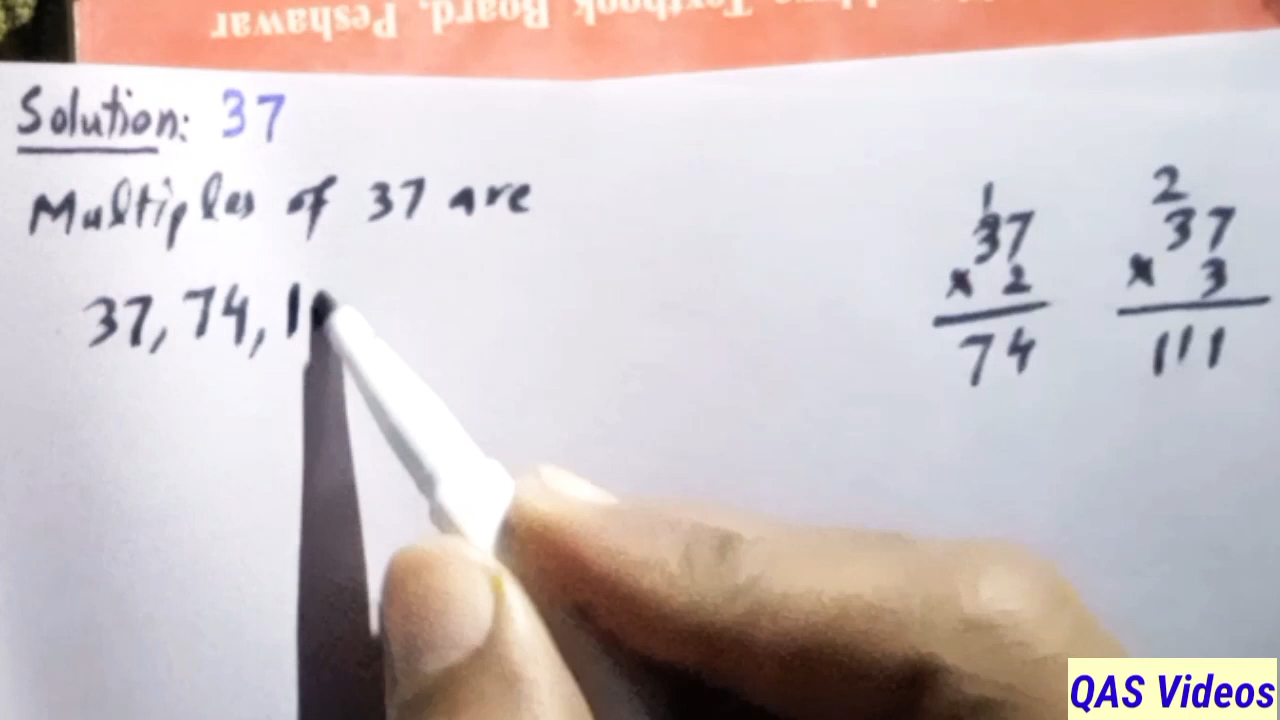 Textbook Board, Peshawar
Solution: 37
Multiples of 37 are
37, 74, 11
1
37
× 2
74
2
37
× 3
111
QAS Videos